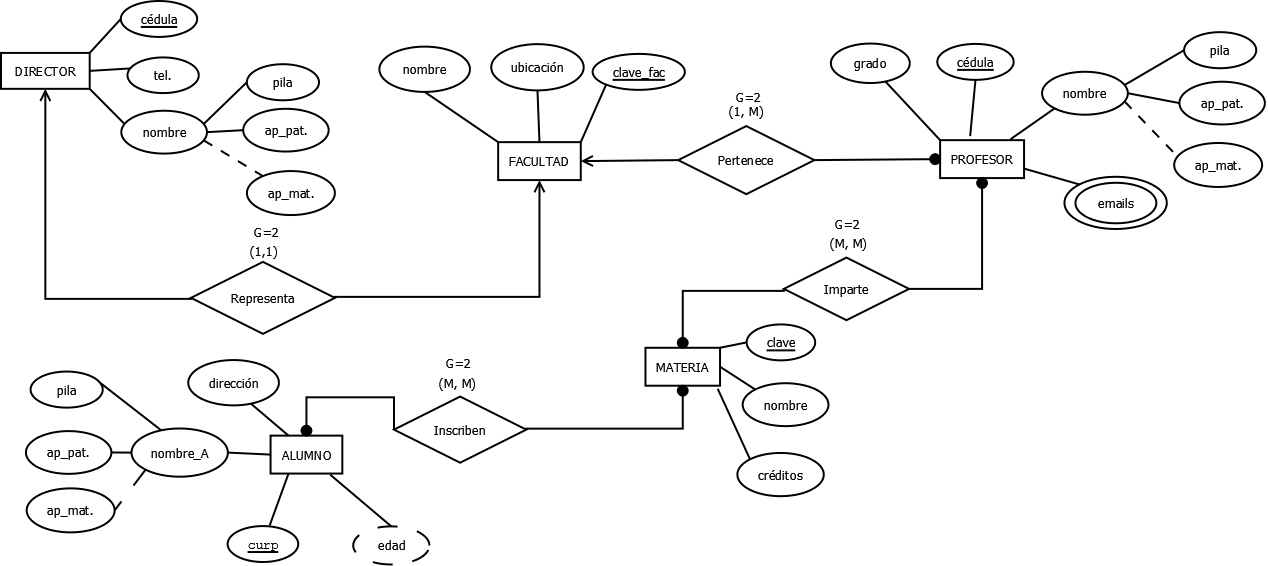 DIRECTOR
cédula
tel.
nombre
pila
ap_pat.
ap_mat.
nombre
ubicación
clave_fac
FACULTAD
G=2
(1, M)
Pertenece
grado
cédula
nombre
pila
ap_pat.
ap_mat.
PROFESOR
emails
G=2
(1,1)
Representa
G=2
(M, M)
Imparte
MATERIA
clave
nombre
créditos
G=2
(M, M)
Inscriben
dirección
pila
ap_pat.
ap_mat.
nombre_A
ALUMNO
curp
edad